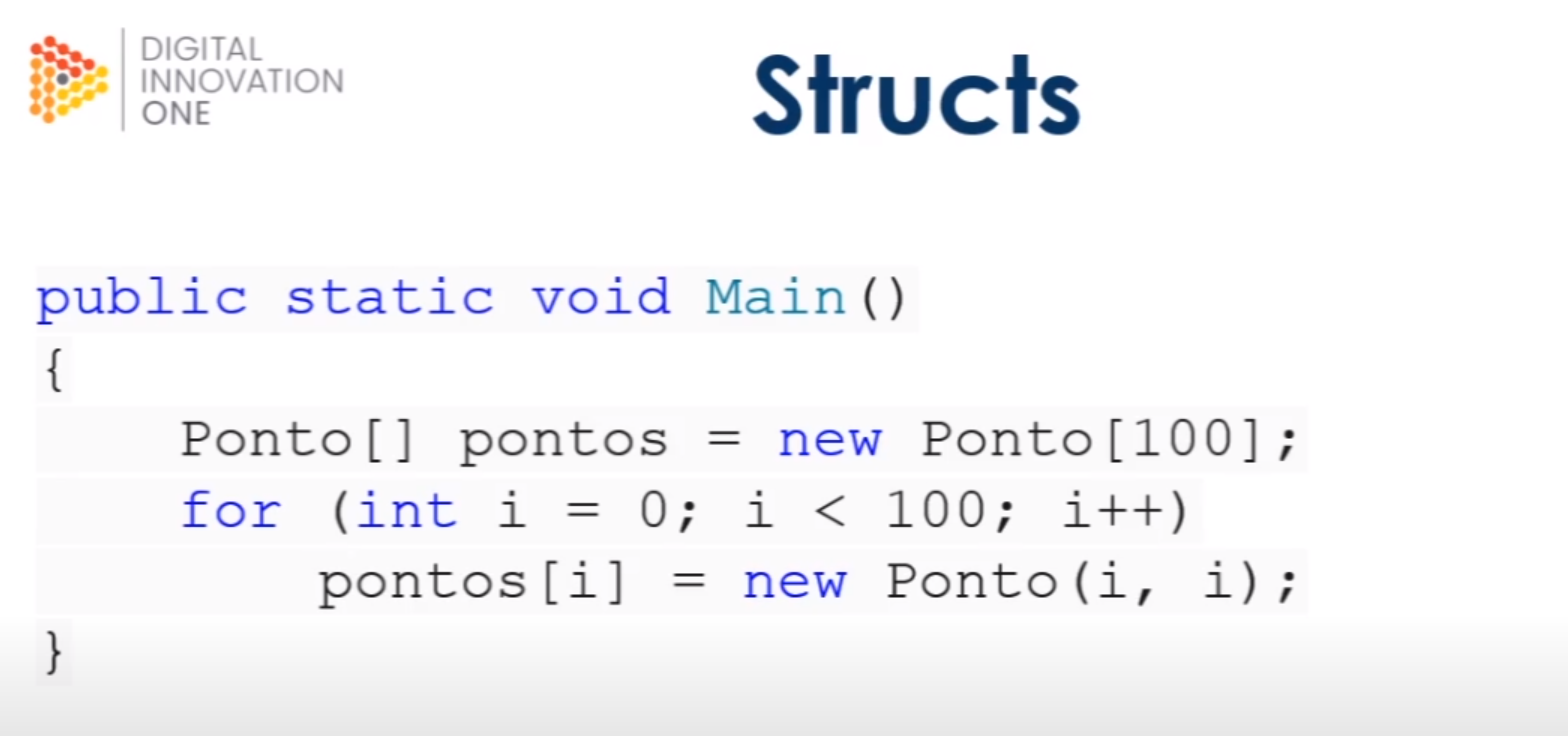 DIGITAL
INNOVATION
ONE
Structs
public static void Main()
{
    Ponto[] pontos = new Ponto[100];
    for (int i = 0; i < 100; i++)
        pontos[i] = new Ponto(i, i);
}